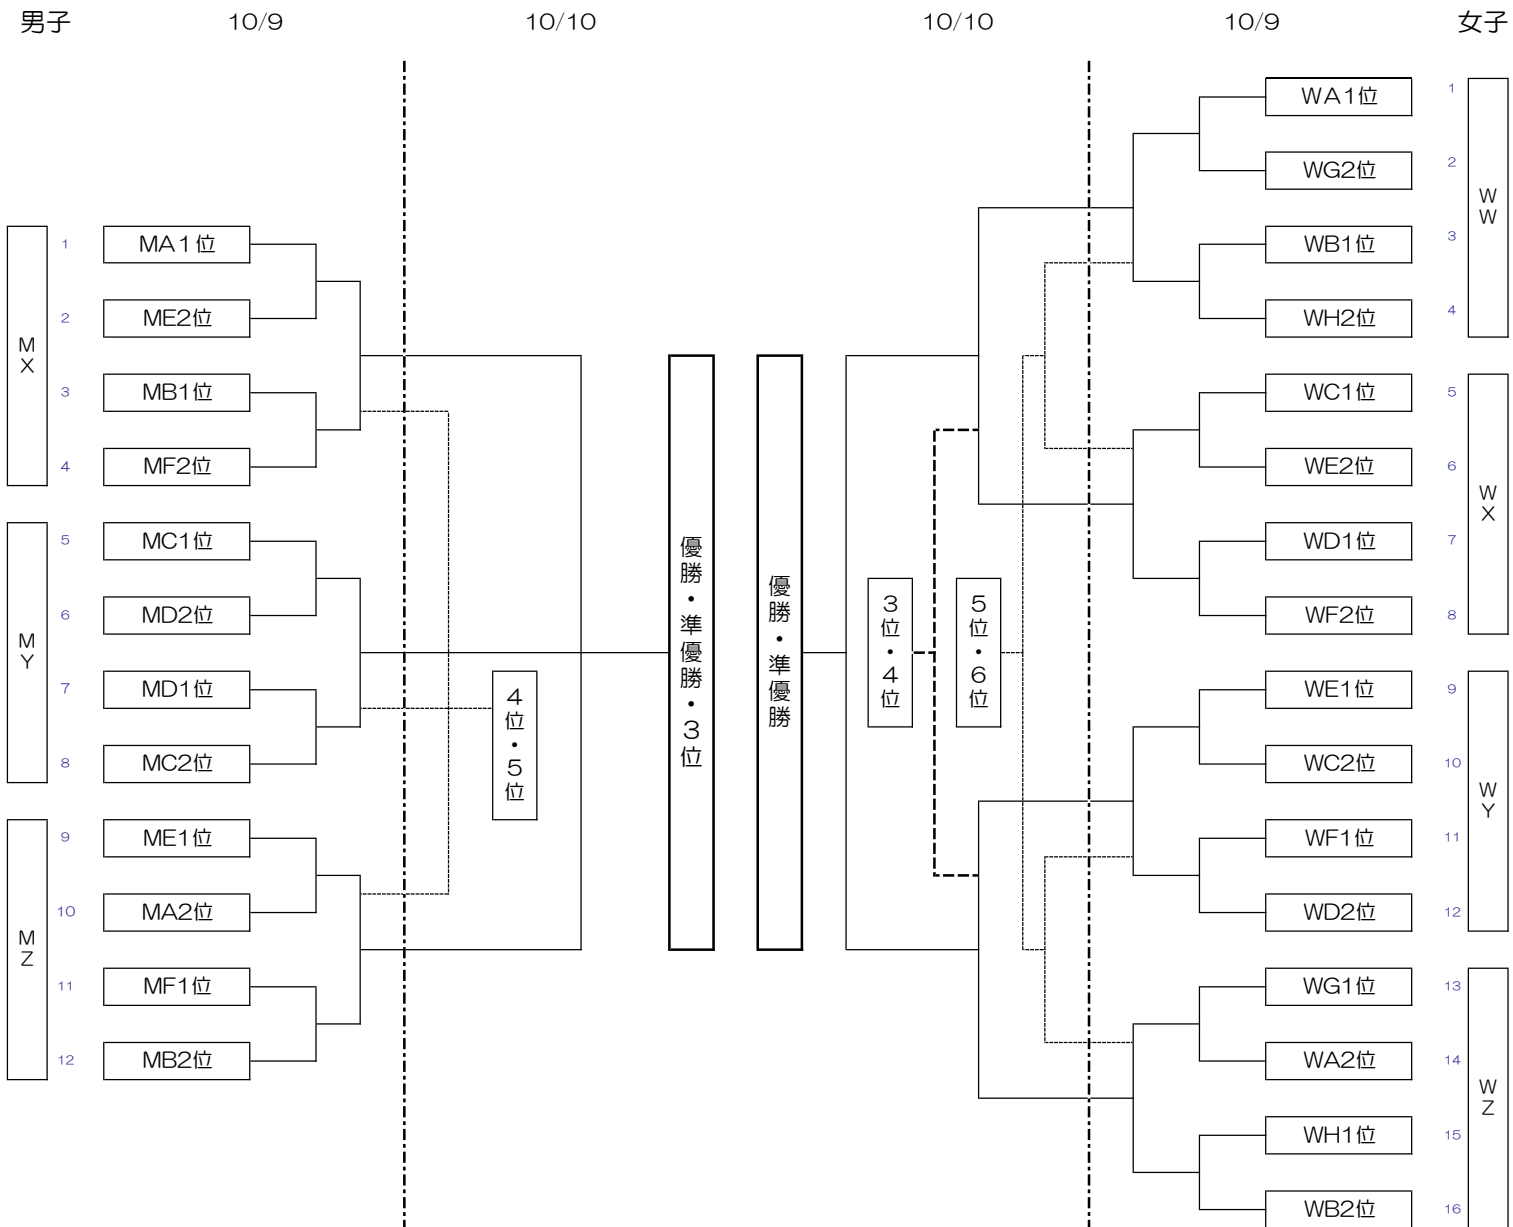 男子 10/9 10/10 10/10 10/9 女子
MX
1 MA1位
2 ME2位
3 MB1位
4 MF2位
MY
5 MC1位
6 MD2位
7 MD1位
8 MC2位
MZ
9 ME1位
10 MA2位
11 MF1位
12 MB2位
4位・5位
優勝・準優勝・3位
優勝・準優勝
3位・4位
5位・6位
WA1位 1
WG2位 2
WB1位 3
WH2位 4
WW
WC1位 5
WE2位 6
WD1位 7
WF2位 8
WX
WE1位 9
WC2位 10
WF1位 11
WD2位 12
WY
WG1位 13
WA2位 14
WH1位 15
WB2位 16
WZ